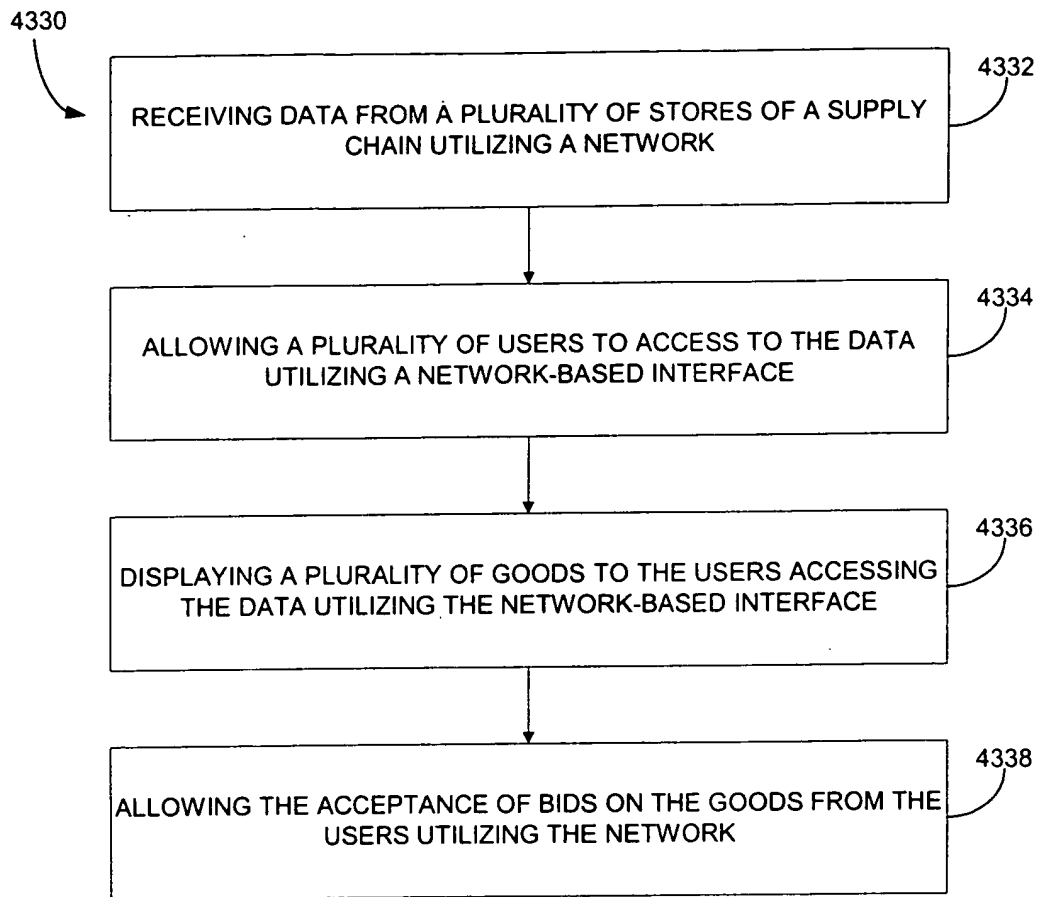 4330
4332
RECEIVING DATA FROM A PLURALITY OF STORES OF A SUPPLY
CHAIN UTILIZING A NETWORK
4334
ALLOWING A PLURALITY OF USERS TO ACCESS TO THE DATA
UTILIZING A NETWORK-BASED INTERFACE
4336
DISPLAYING A PLURALITY OF GOODS TO THE USERS ACCESSING
THE DATA UTILIZING THE NETWORK-BASED INTERFACE
4338
ALLOWING THE ACCEPTANCE OF BIDS ON THE GOODS FROM THE
USERS UTILIZING THE NETWORK